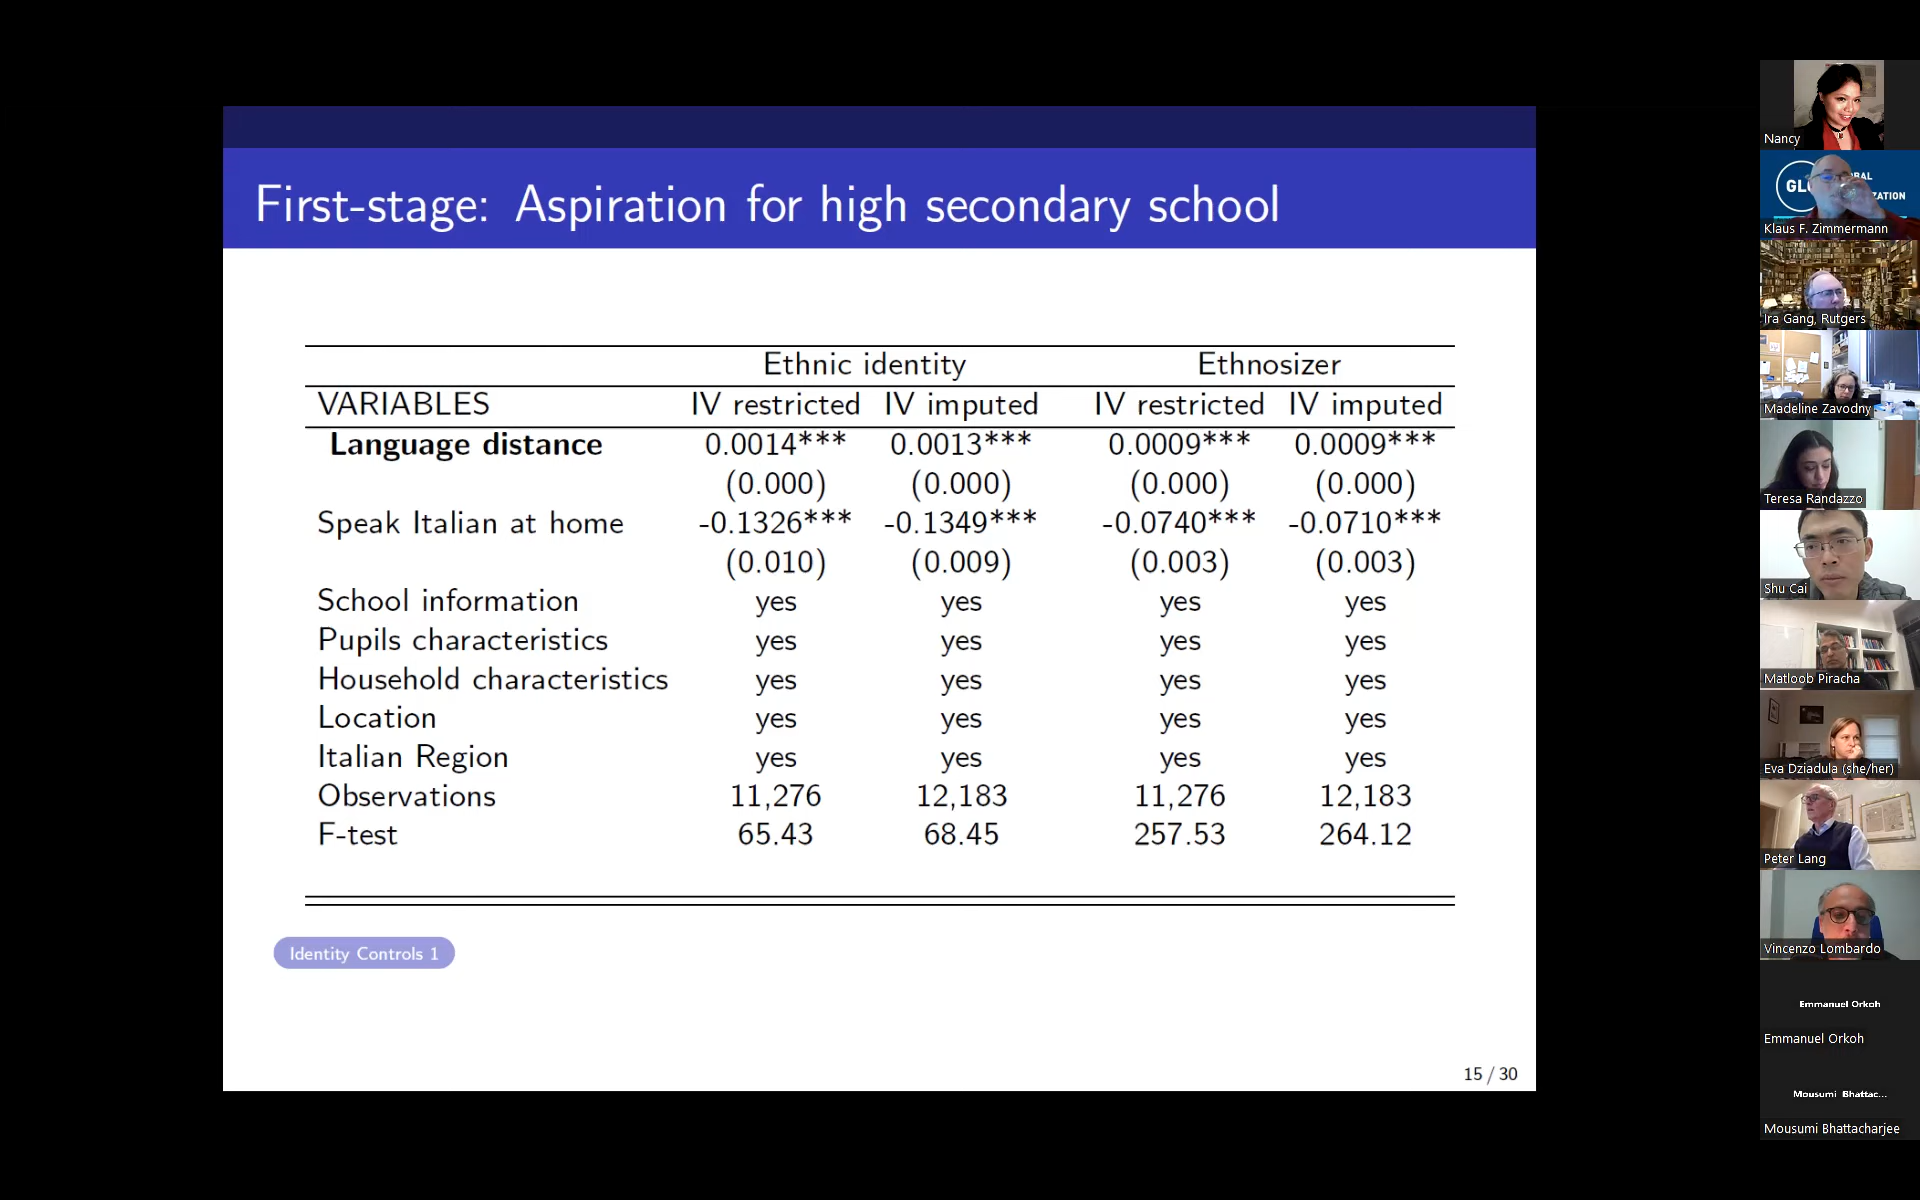 First-stage: Aspiration for high secondary school
Ethnic identity Ethnosizer
VARIABLES IV restricted IV imputed IV restricted IV imputed
Language distance 0.0014*** 0.0013*** 0.0009*** 0.0009***
(0.000) (0.000) (0.000) (0.000)
Speak Italian at home -0.1326*** -0.1349*** -0.0740*** -0.0710***
(0.010) (0.009) (0.003) (0.003)
School information yes yes yes yes
Pupils characteristics yes yes yes yes
Household characteristics yes yes yes yes
Location yes yes yes yes
Italian Region yes yes yes yes
Observations 11,276 12,183 11,276 12,183
F-test 65.43 68.45 257.53 264.12
Identity Controls 1
15 / 30
Nancy
Klaus F. Zimmermann
Ira Gang, Rutgers
Madeline Zavodny
Teresa Randazzo
Shu Cai
Matloob Piracha
Eva Dziadula (she/her)
Peter Lang
Vincenzo Lombardo
Emmanuel Orkoh
Emmanuel Orkoh
Mousumi Bhattac...
Mousumi Bhattacharjee